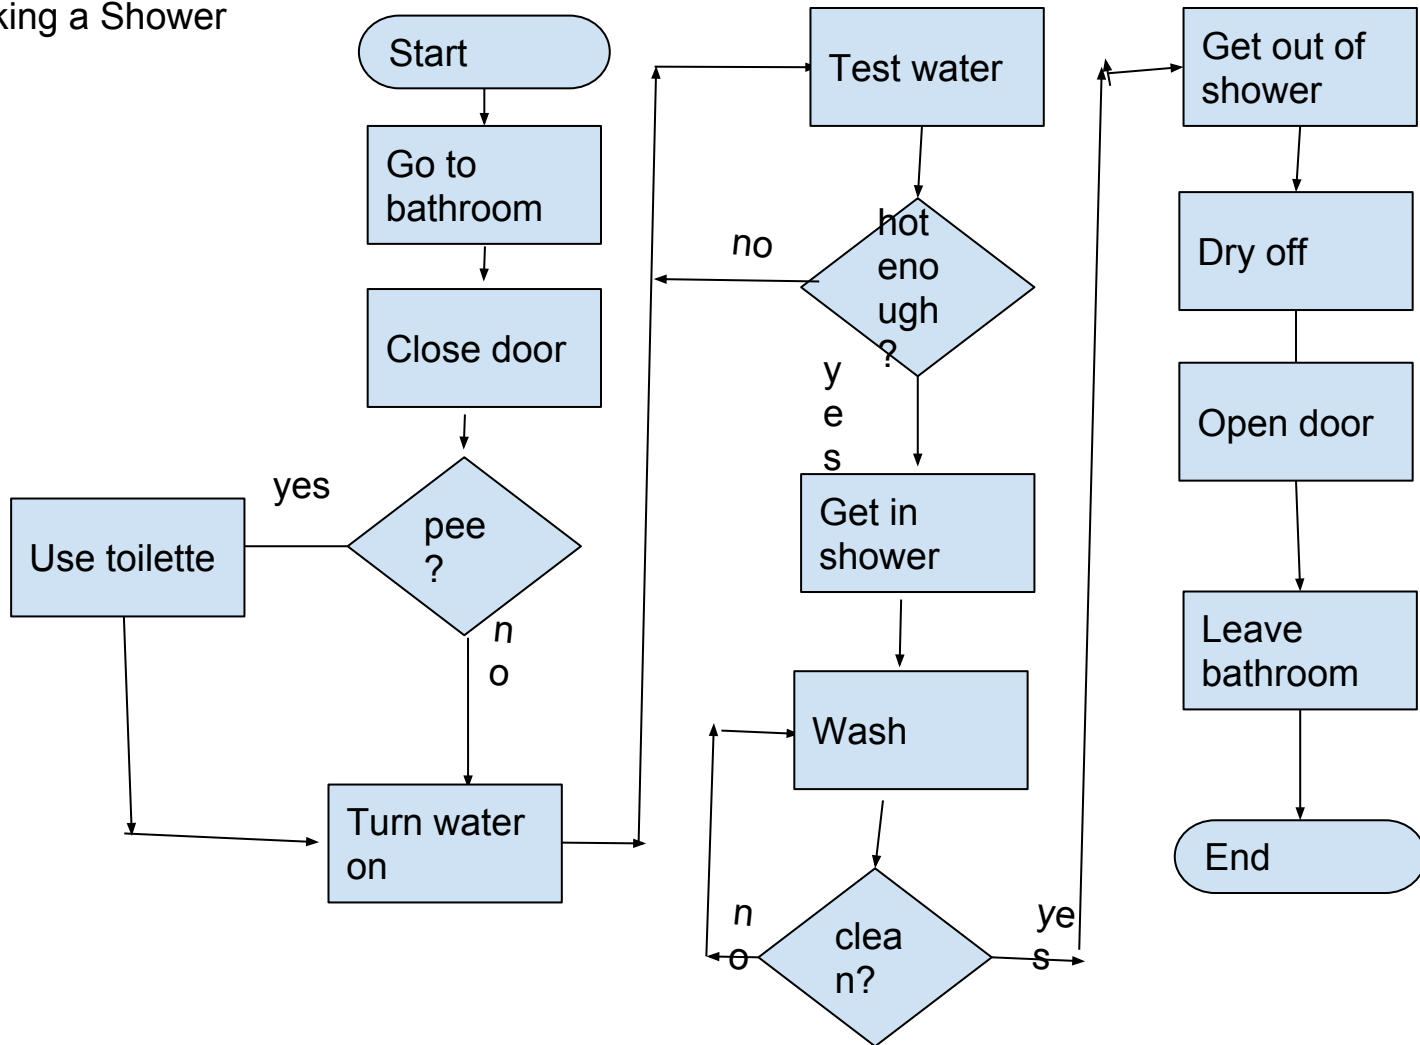 king a Shower
Start
Go to
bathroom
Close door
yes
pee
?
n
o
Use toilette
Turn water
on
Test water
no
hot
eno
ugh
?
y
e
s
Get in
shower
Wash
n
o
clea
n?
ye
s
Get out of
shower
Dry off
Open door
Leave
bathroom
End